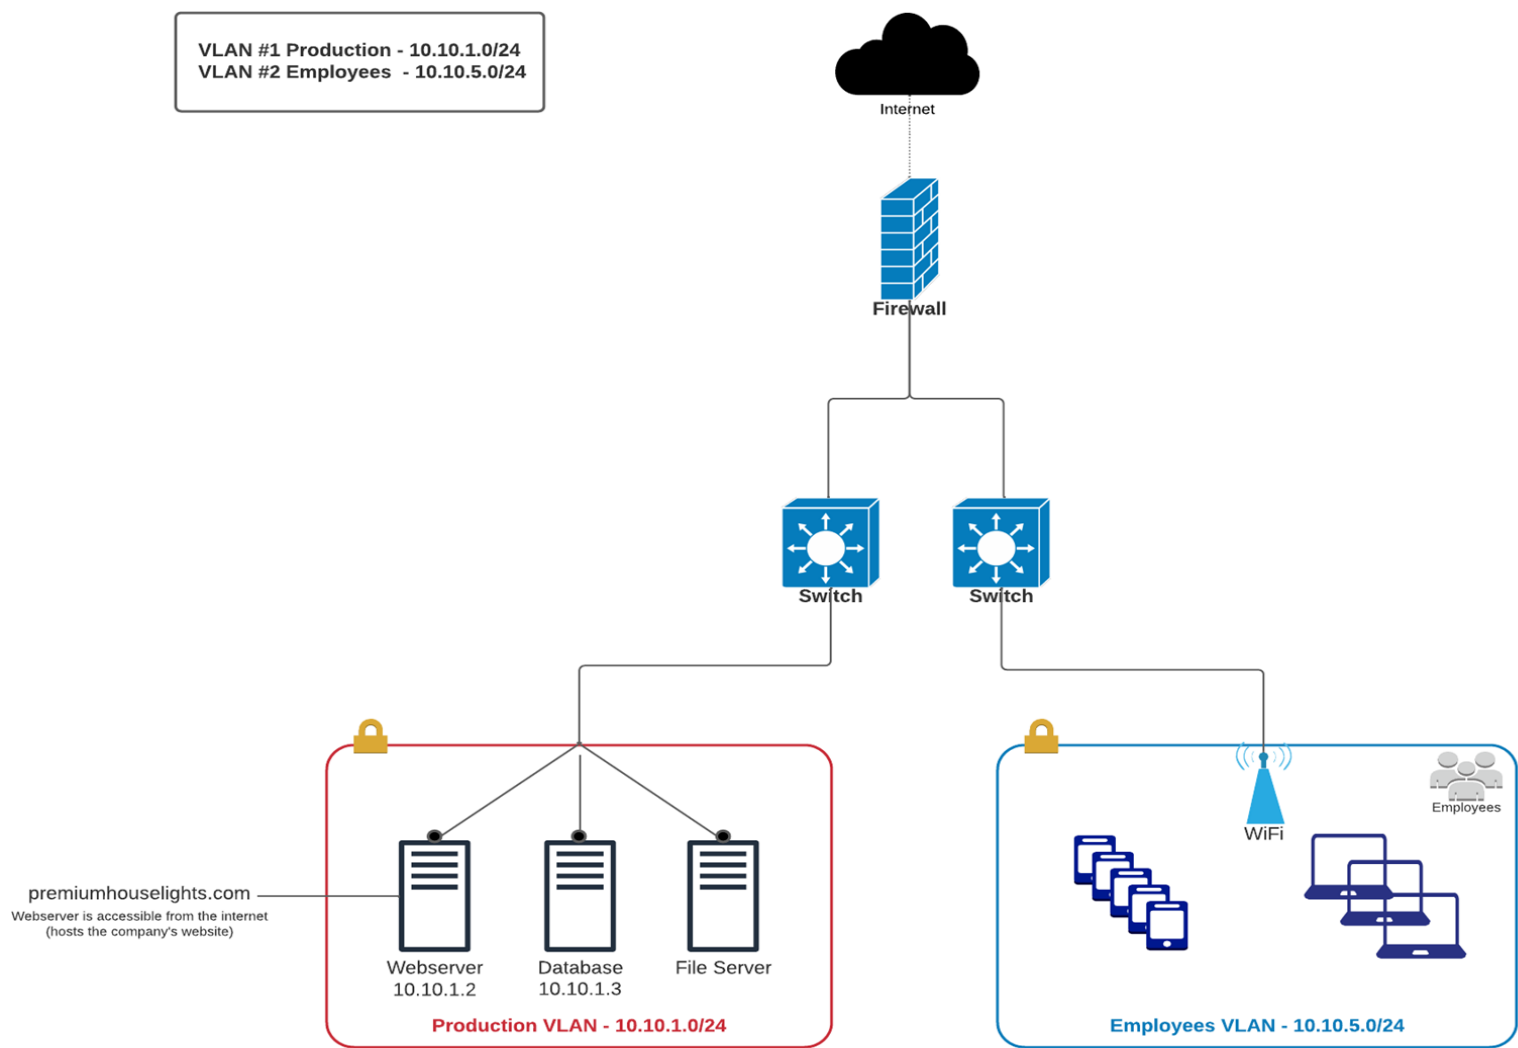 VLAN #1 Production - 10.10.1.0/24
VLAN #2 Employees - 10.10.5.0/24
Internet
Firewall
Switch
Switch
Employees
WiFi
premiumhouselights.com
Webserver is accessible from the internet
(hosts the company's website)
Webserver
10.10.1.2
Database
10.10.1.3
File Server
Production VLAN - 10.10.1.0/24
Employees VLAN - 10.10.5.0/24